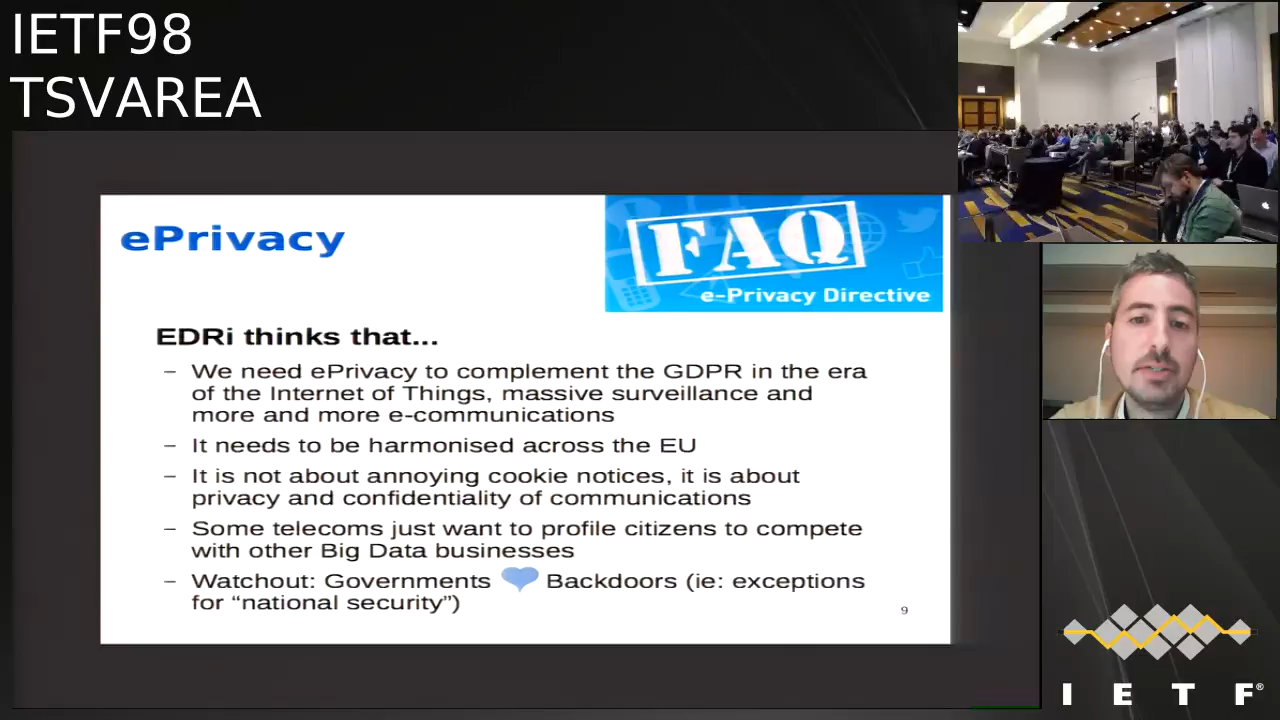 IETF98
TSVAREA
ePrivacy
FAQ
e-Privacy Directive
EDRi thinks that...
– We need ePrivacy to complement the GDPR in the era
of the Internet of Things, massive surveillance and
more and more e-communications
– It needs to be harmonised across the EU
– It is not about annoying cookie notices, it is about
privacy and confidentiality of communications
– Some telecoms just want to profile citizens to compete
with other Big Data businesses
– Watchout: Governments Backdoors (ie: exceptions
for “national security”)
9
I E T F®